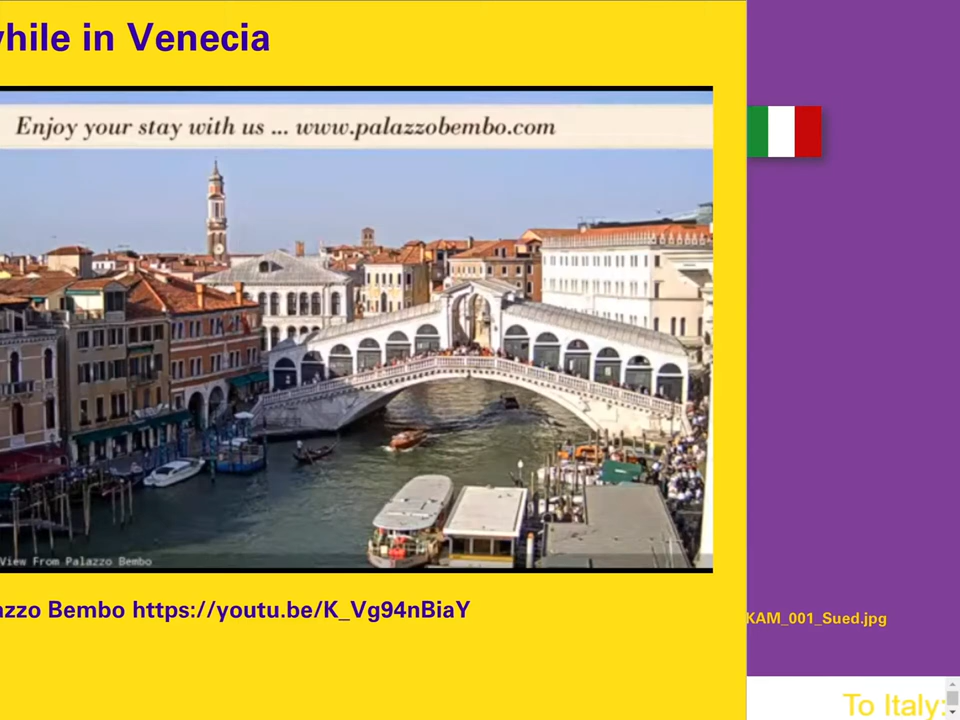 hile in Venecia
Enjoy your stay with us ... www.palazzobembo.com
View From Palazzo Bembo
azzo Bembo https://youtu.be/K_Vg94nBiaY
KAM_001_Sued.jpg
To Italy: